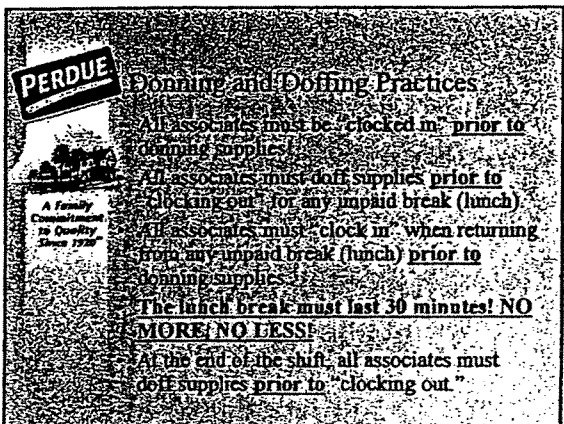 PERDUE
A Family
Commitment
to Quality
Since 1920"
Donning and Doffing Practices
All associates must be "clocked in" prior to
donning supplies!
All associates must doff supplies prior to
"clocking out" for any unpaid break (lunch).
All associates must "clock in" when returning
from any unpaid break (lunch) prior to
donning supplies.
The lunch break must last 30 minutes! NO
MORE/ NO LESS!
At the end of the shift, all associates must
doff supplies prior to "clocking out."